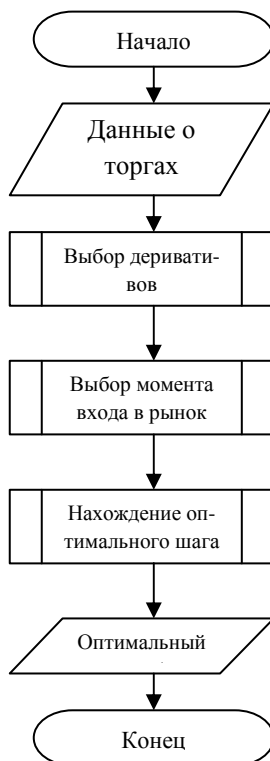 Начало
Данные о
торгах
Выбор деривати-
вов
Выбор момента
входа в рынок
Нахождение оп-
тимального шага
Оптимальный
Конец